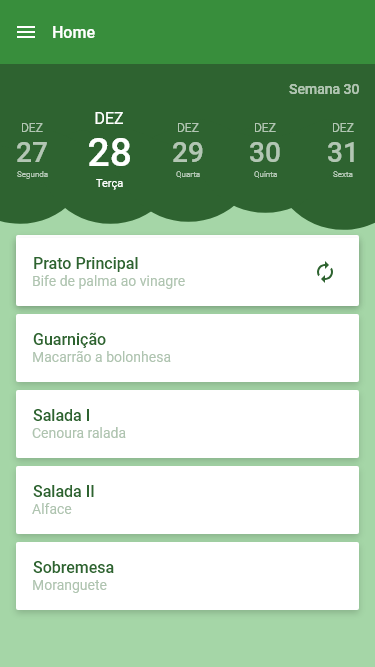 Home
Semana 30
DEZ DEZ DEZ DEZ DEZ
27 28 29 30 31
Segunda Terça Quarta Quinta Sexta
Prato Principal
Bife de palma ao vinagre
Guarnição
Macarrão a bolonhesa
Salada I
Cenoura ralada
Salada II
Alface
Sobremesa
Moranguete